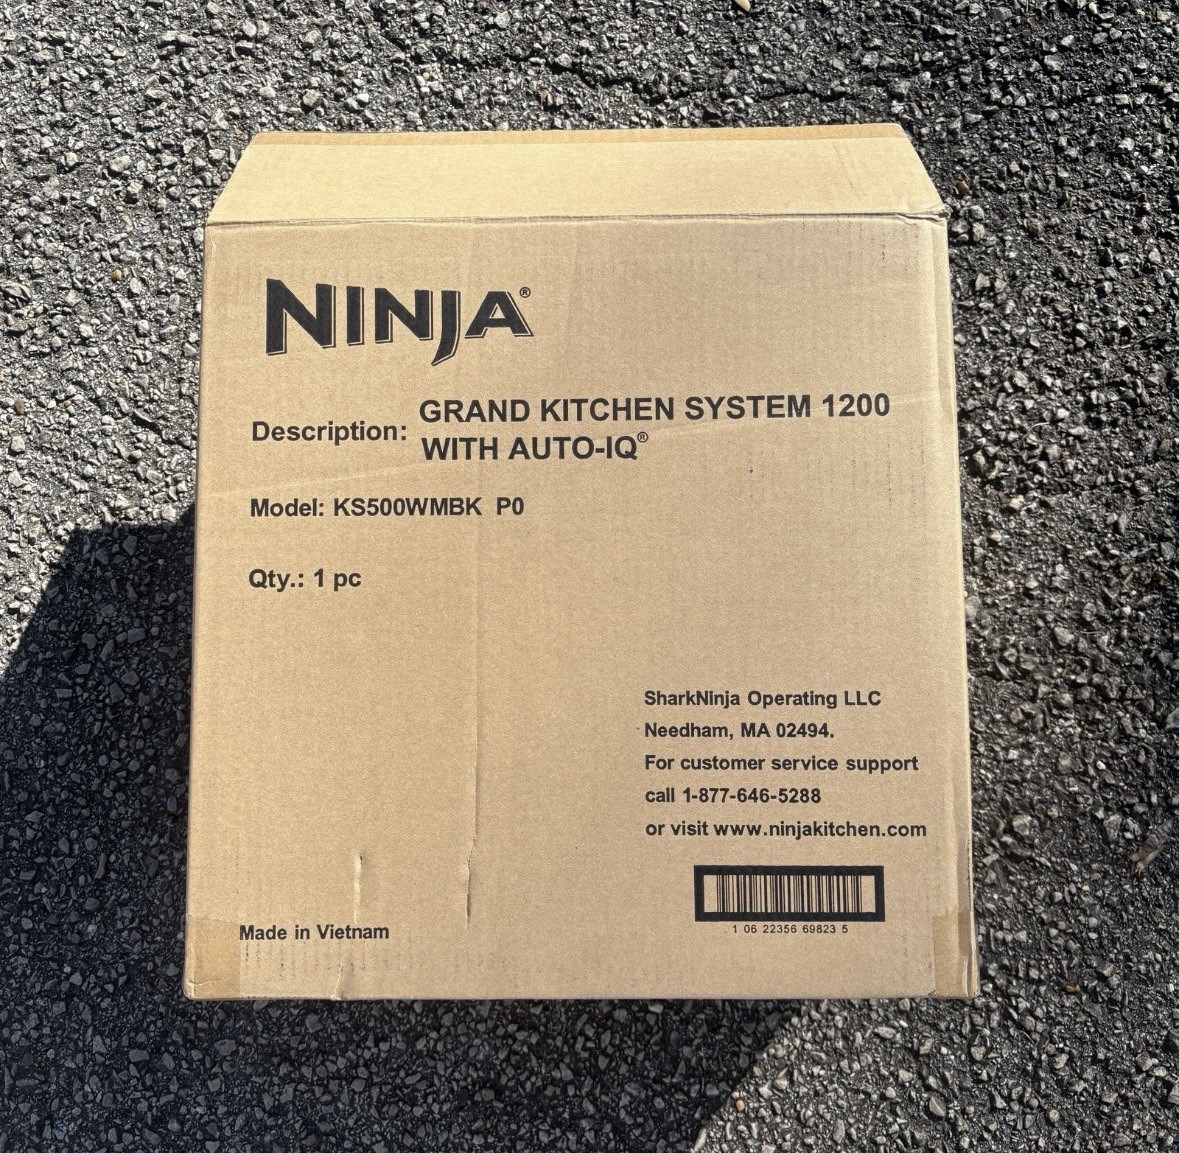 NINJA®
Description: GRAND KITCHEN SYSTEM 1200
WITH AUTO-IQ®
Model: KS500WMBK P0
Qty.: 1 pc
SharkNinja Operating LLC
Needham, MA 02494.
For customer service support
call 1-877-646-5288
or visit www.ninjakitchen.com
1 06 22356 69823 5
Made in Vietnam